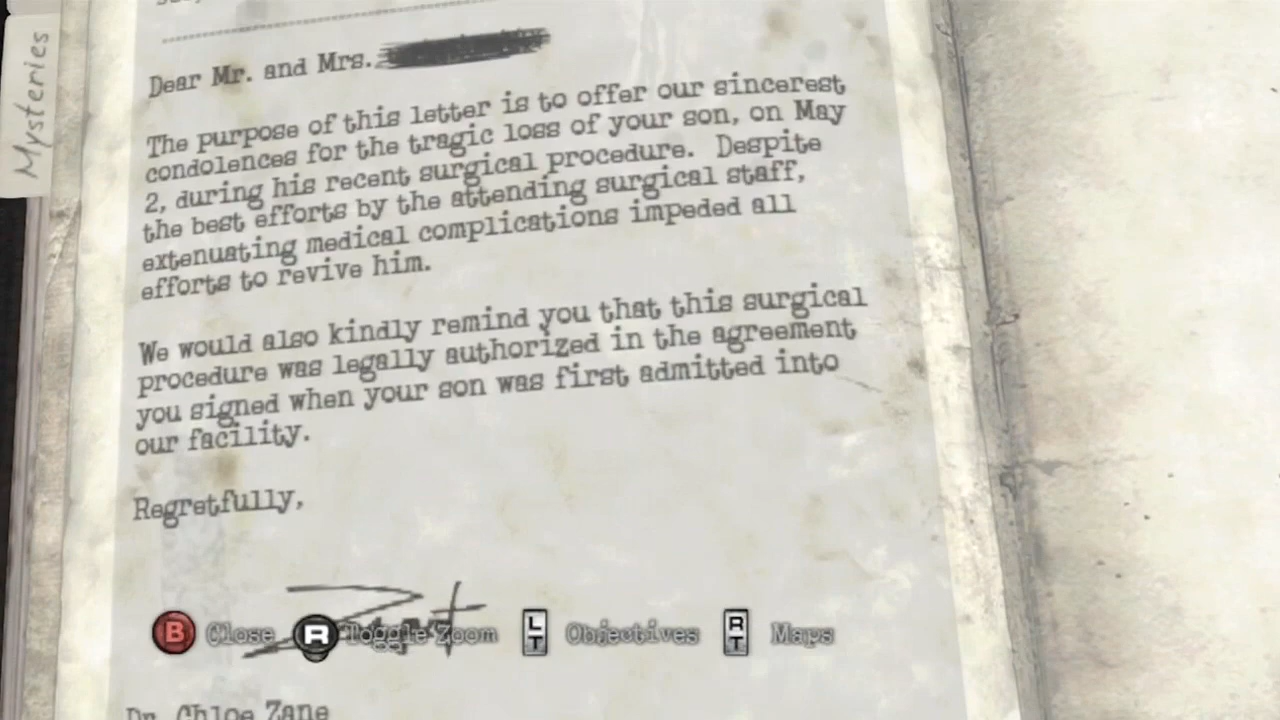 Mysteries
Dear Mr. and Mrs.
The purpose of this letter is to offer our sincerest
condolences for the tragic loss of your son, on May
2, during his recent surgical procedure. Despite
the best efforts by the attending surgical staff,
extenuating medical complications impeded all
efforts to revive him.
We would also kindly remind you that this surgical
procedure was legally authorized in the agreement
you signed when your son was first admitted into
our facility.
Regretfully,
B Close R Toggle Zoom LT Objectives RT Maps
Dr. Chloe Zane